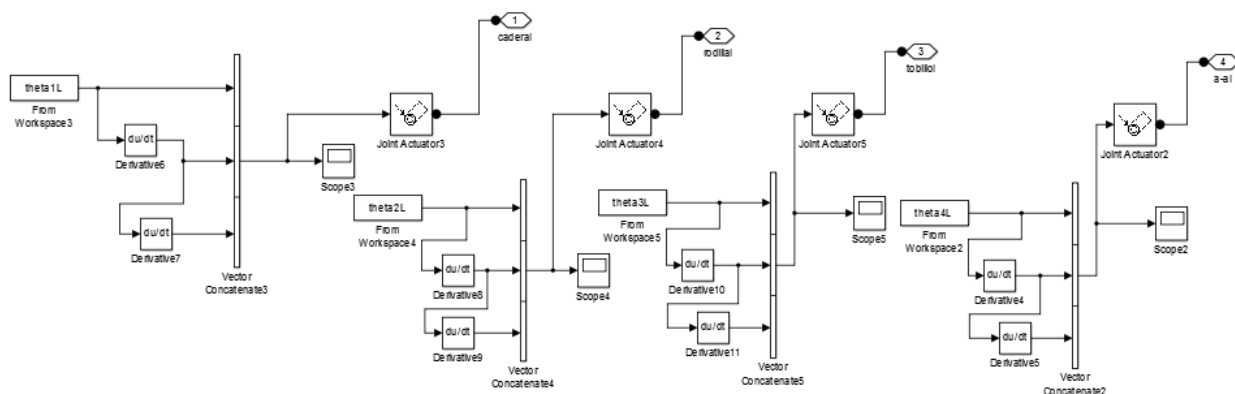 1
caderal
theta1L
From
Workspace3
du/dt
Derivative6
du/dt
Derivative7
Vector
Concatenate3
Scope3
Joint Actuator3
2
rodillal
theta2L
From
Workspace4
du/dt
Derivative8
du/dt
Derivative9
Vector
Concatenate4
Scope4
Joint Actuator4
3
tobillol
theta3L
From
Workspace5
du/dt
Derivative10
du/dt
Derivative11
Vector
Concatenate5
Scope5
Joint Actuator5
4
a-al
theta4L
From
Workspace2
du/dt
Derivative4
du/dt
Derivative5
Vector
Concatenate2
Scope2
Joint Actuator2